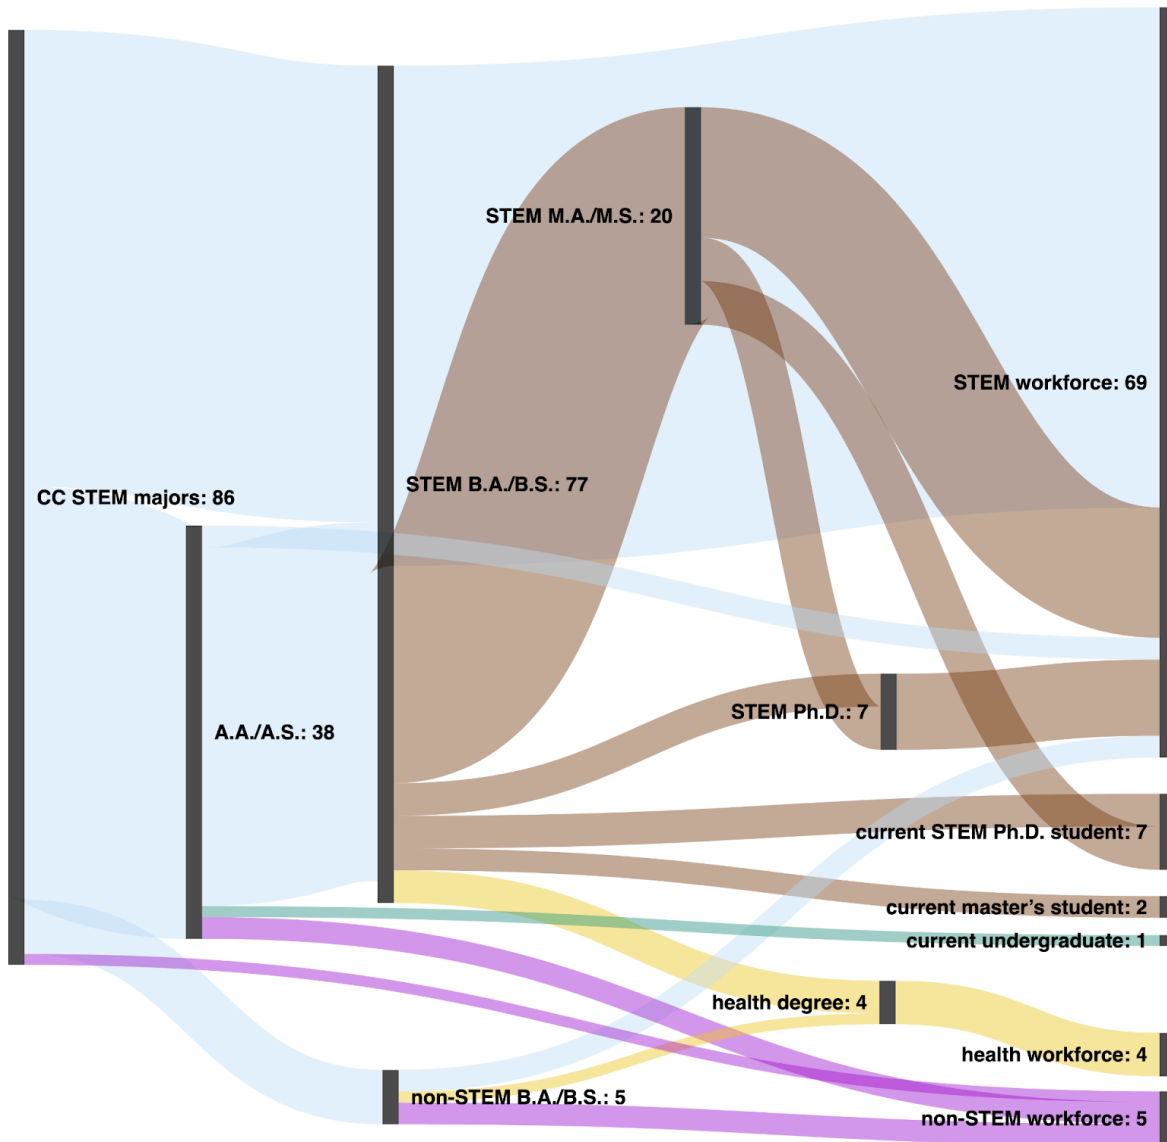 STEM M.A./M.S.: 20
STEM workforce: 69
STEM B.A./B.S.: 77
CC STEM majors: 86
STEM Ph.D.: 7
A.A./A.S.: 38
current STEM Ph.D. student: 7
current master’s student: 2
current undergraduate: 1
health degree: 4
health workforce: 4
non-STEM B.A./B.S.: 5
non-STEM workforce: 5